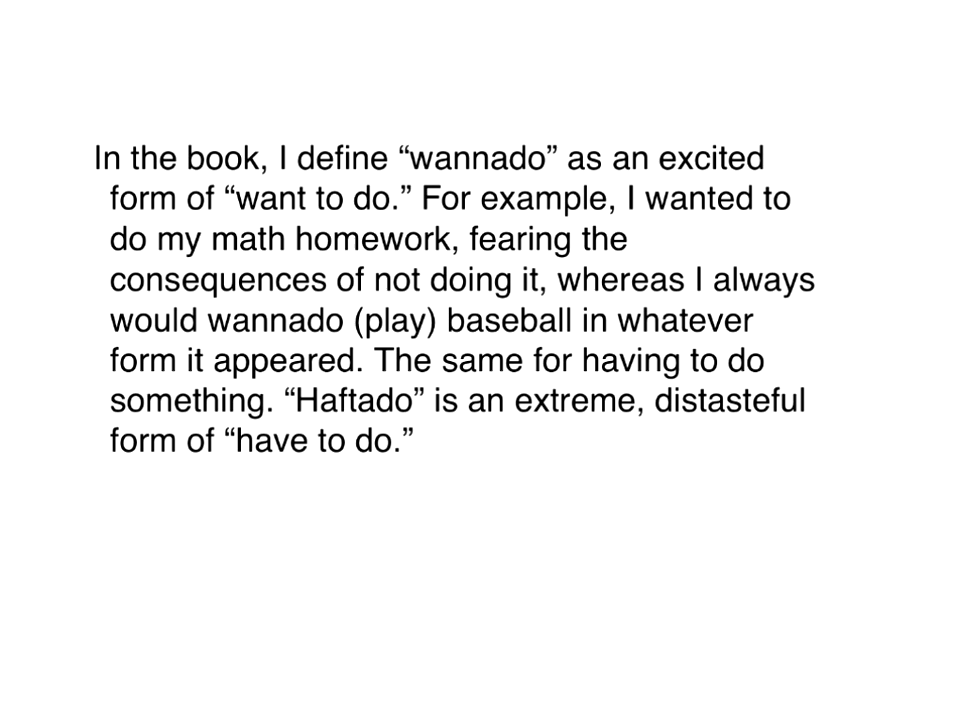 In the book, I define “wannado” as an excited
form of “want to do.” For example, I wanted to
do my math homework, fearing the
consequences of not doing it, whereas I always
would wannado (play) baseball in whatever
form it appeared. The same for having to do
something. “Haftado” is an extreme, distasteful
form of “have to do.”